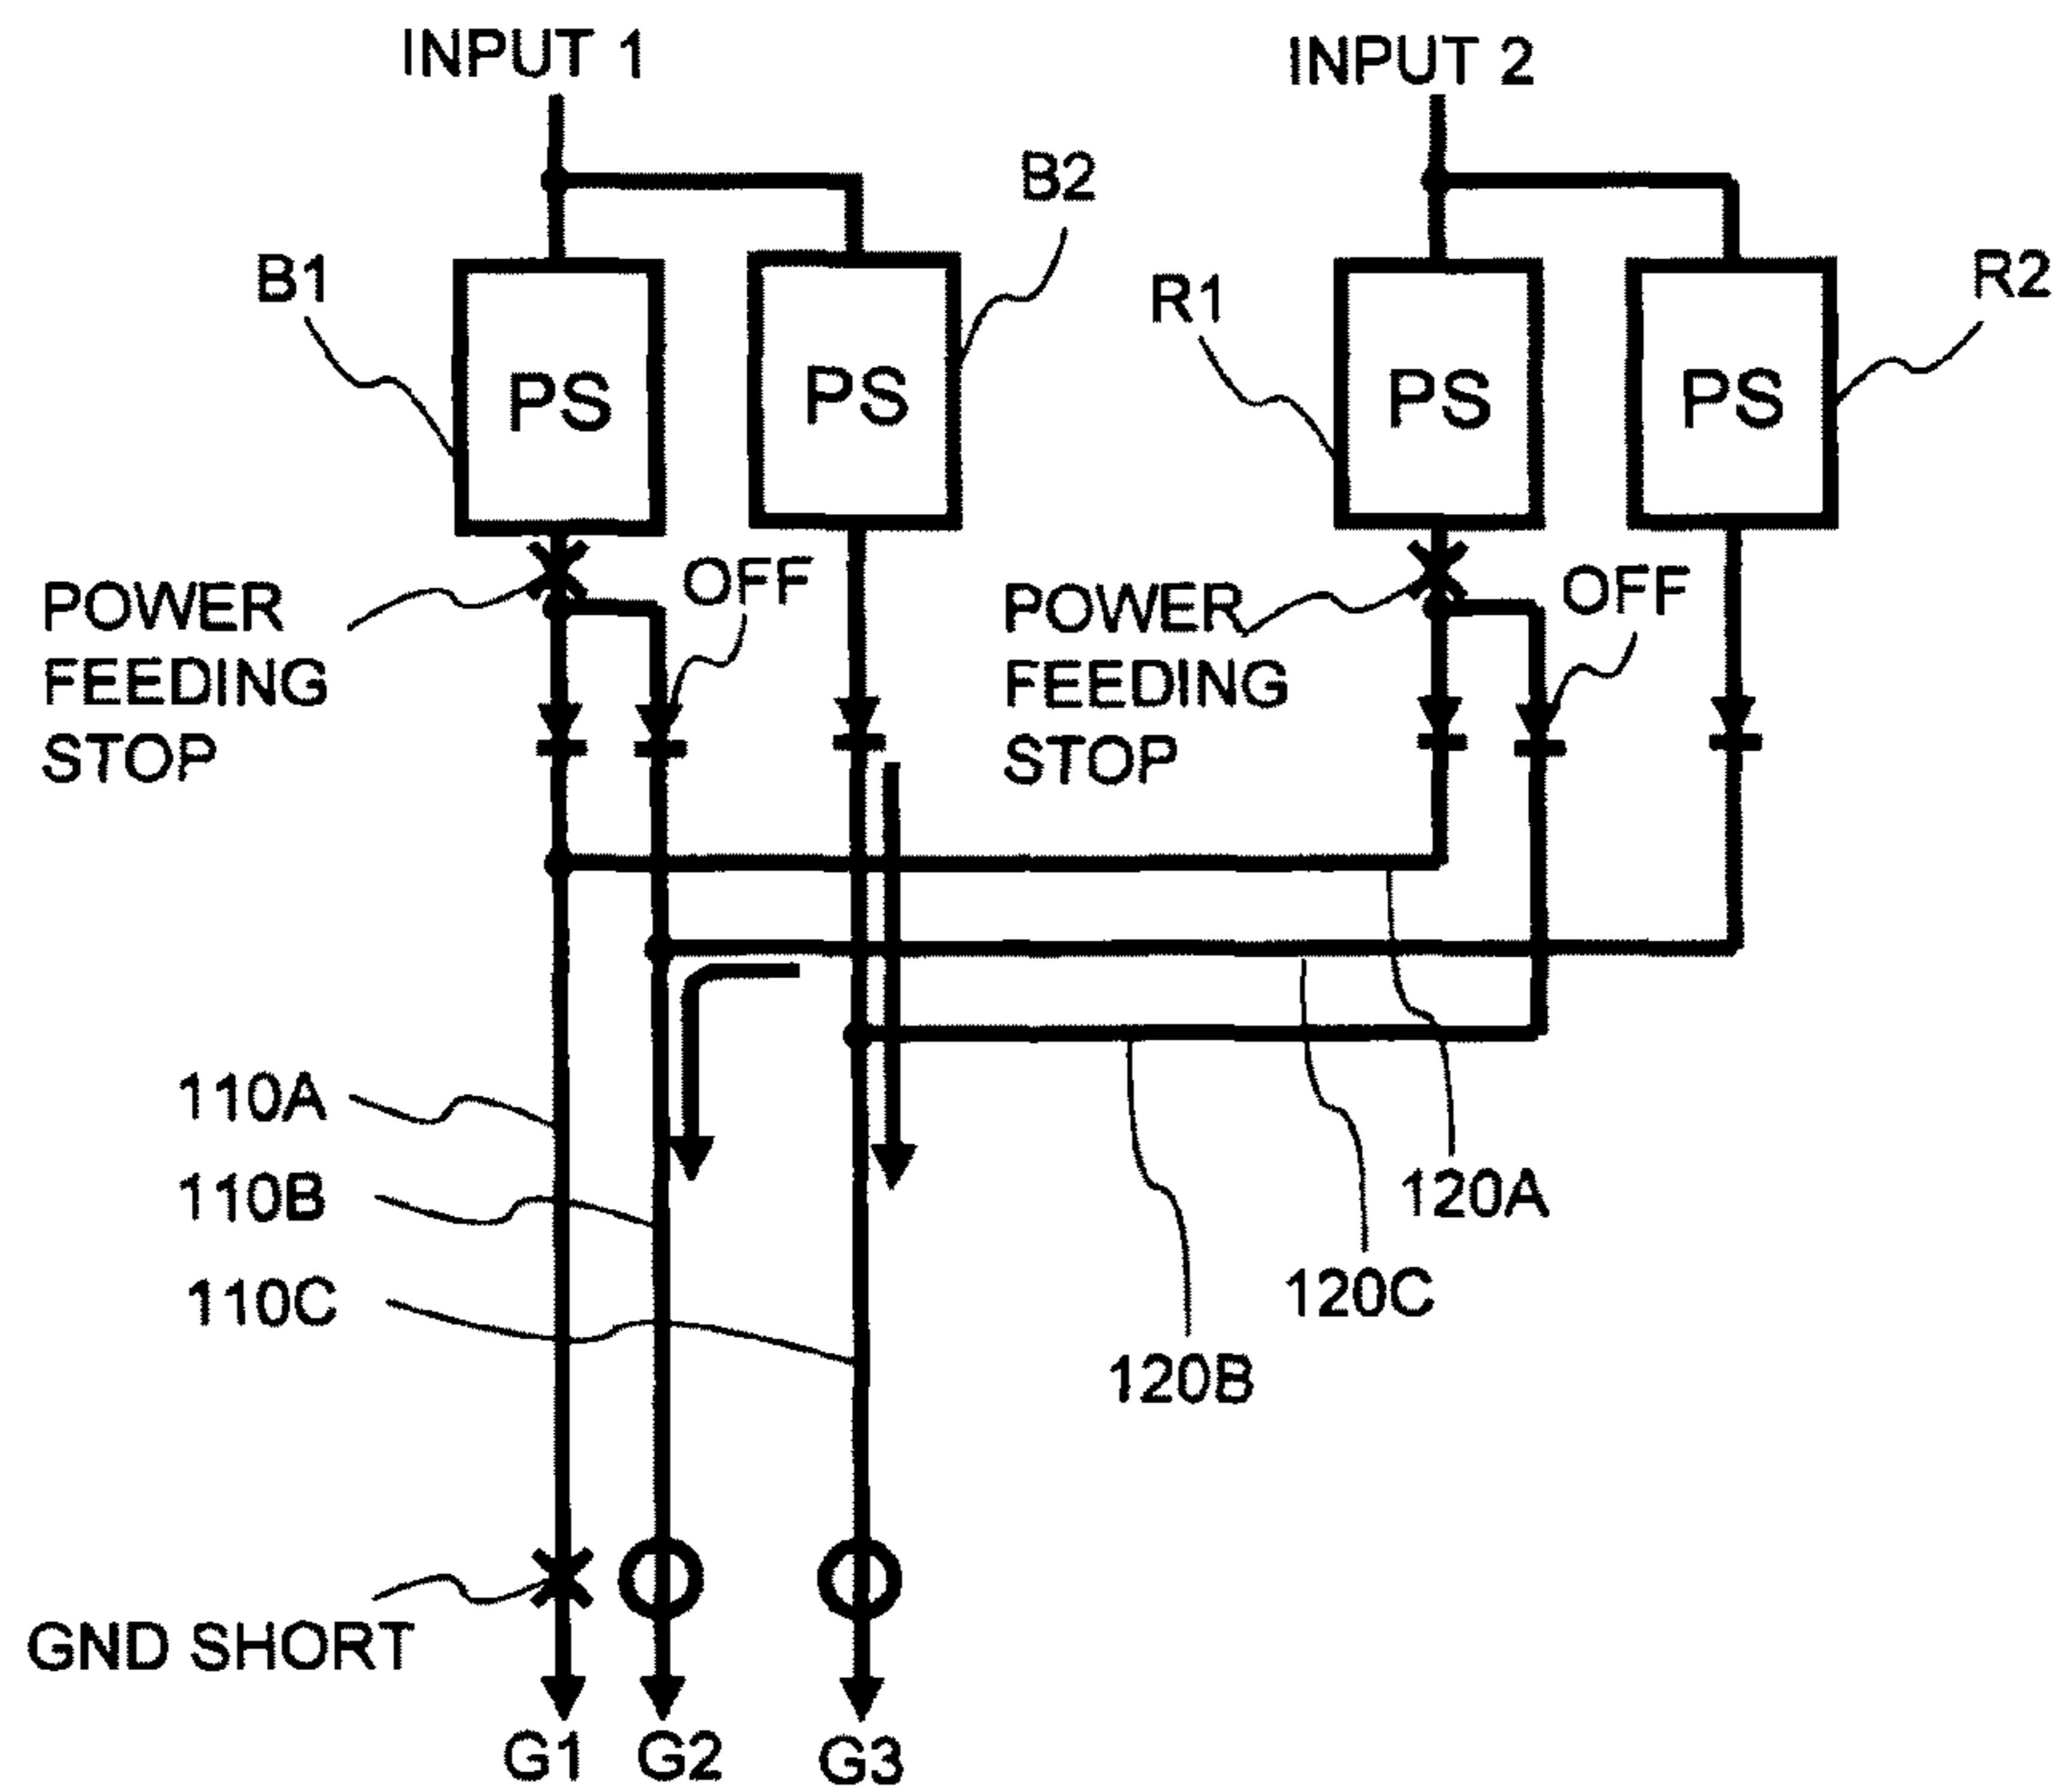 INPUT 1
INPUT 2
B1
B2
R1
R2
PS
PS
PS
PS
POWER
FEEDING
STOP
OFF
POWER
FEEDING
STOP
OFF
110A
110B
110C
120A
120C
120B
GND SHORT
G1
G2
G3